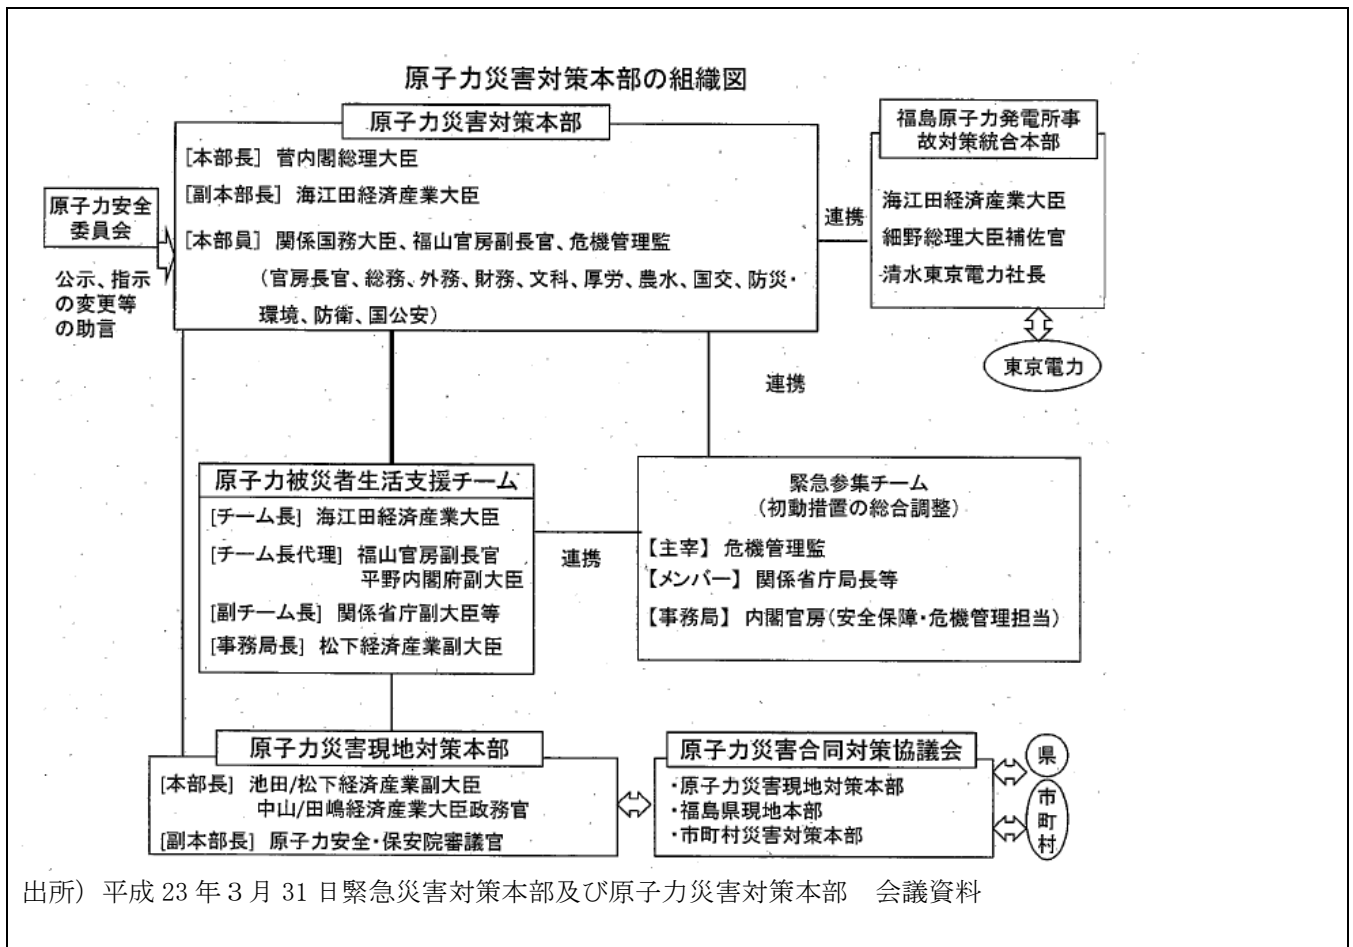 原子力災害対策本部の組織図
原子力災害対策本部
[本部長] 菅内閣総理大臣
[副本部長] 海江田経済産業大臣
[本部員] 関係国務大臣、福山官房副長官、危機管理監
(官房長官、総務、外務、財務、文科、厚労、農水、国交、防災・
環境、防衛、国公安)
原子力安全
委員会
公示、指示
の変更等
の助言
連携
福島原子力発電所事
故対策統合本部
海江田経済産業大臣
細野総理大臣補佐官
清水東京電力社長
東京電力
連携
原子力被災者生活支援チーム
[チーム長] 海江田経済産業大臣
[チーム長代理] 福山官房副長官
平野内閣府副大臣
[副チーム長] 関係省庁副大臣等
[事務局長] 松下経済産業副大臣
連携
緊急参集チーム
(初動措置の総合調整)
【主宰】 危機管理監
【メンバー】 関係省庁局長等
【事務局】 内閣官房(安全保障・危機管理担当)
原子力災害現地対策本部
[本部長] 池田/松下経済産業副大臣
中山/田嶋経済産業大臣政務官
[副本部長] 原子力安全・保安院審議官
原子力災害合同対策協議会
・原子力災害現地対策本部
・福島県現地本部
・市町村災害対策本部
県
市
町
村
出所）平成 23 年３月 31 日緊急災害対策本部及び原子力災害対策本部　会議資料